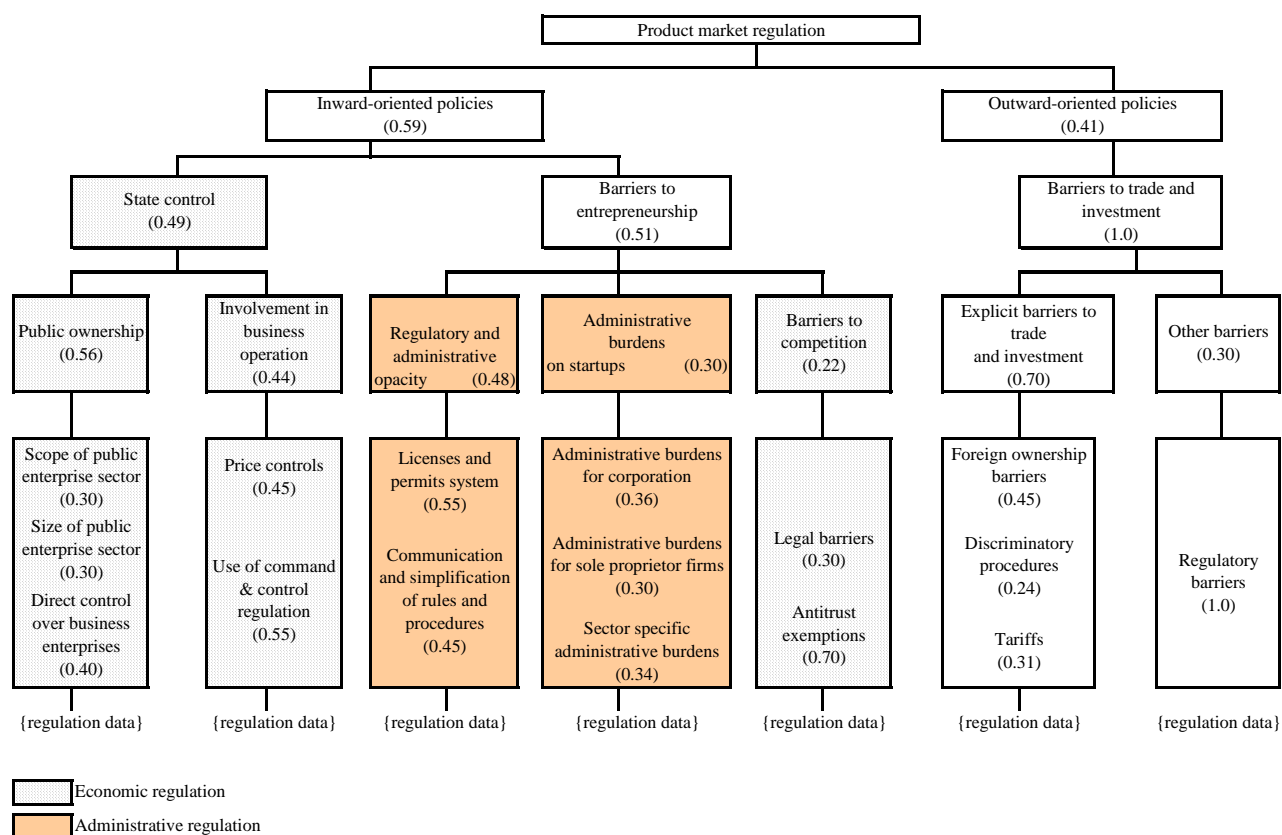 Product market regulation
Inward-oriented policies
(0.59)
Outward-oriented policies
(0.41)
State control
(0.49)
Barriers to
entrepreneurship
(0.51)
Barriers to trade and
investment
(1.0)
Public ownership
(0.56)
Involvement in
business
operation
(0.44)
Regulatory and
administrative
opacity (0.48)
Administrative
burdens
on startups (0.30)
Barriers to
competition
(0.22)
Explicit barriers to
trade
and investment
(0.70)
Other barriers
(0.30)
Scope of public
enterprise sector
(0.30)
Size of public
enterprise sector
(0.30)
Direct control
over business
enterprises
(0.40)
Price controls
(0.45)
Use of command
& control
regulation
(0.55)
Licenses and
permits system
(0.55)
Communication
and simplification
of rules and
procedures
(0.45)
Administrative burdens
for corporation
(0.36)
Administrative burdens
for sole proprietor firms
(0.30)
Sector specific
administrative burdens
(0.34)
Legal barriers
(0.30)
Antitrust
exemptions
(0.70)
Foreign ownership
barriers
(0.45)
Discriminatory
procedures
(0.24)
Tariffs
(0.31)
Regulatory
barriers
(1.0)
{regulation data}
{regulation data}
{regulation data}
{regulation data}
{regulation data}
{regulation data}
{regulation data}
Economic regulation
Administrative regulation